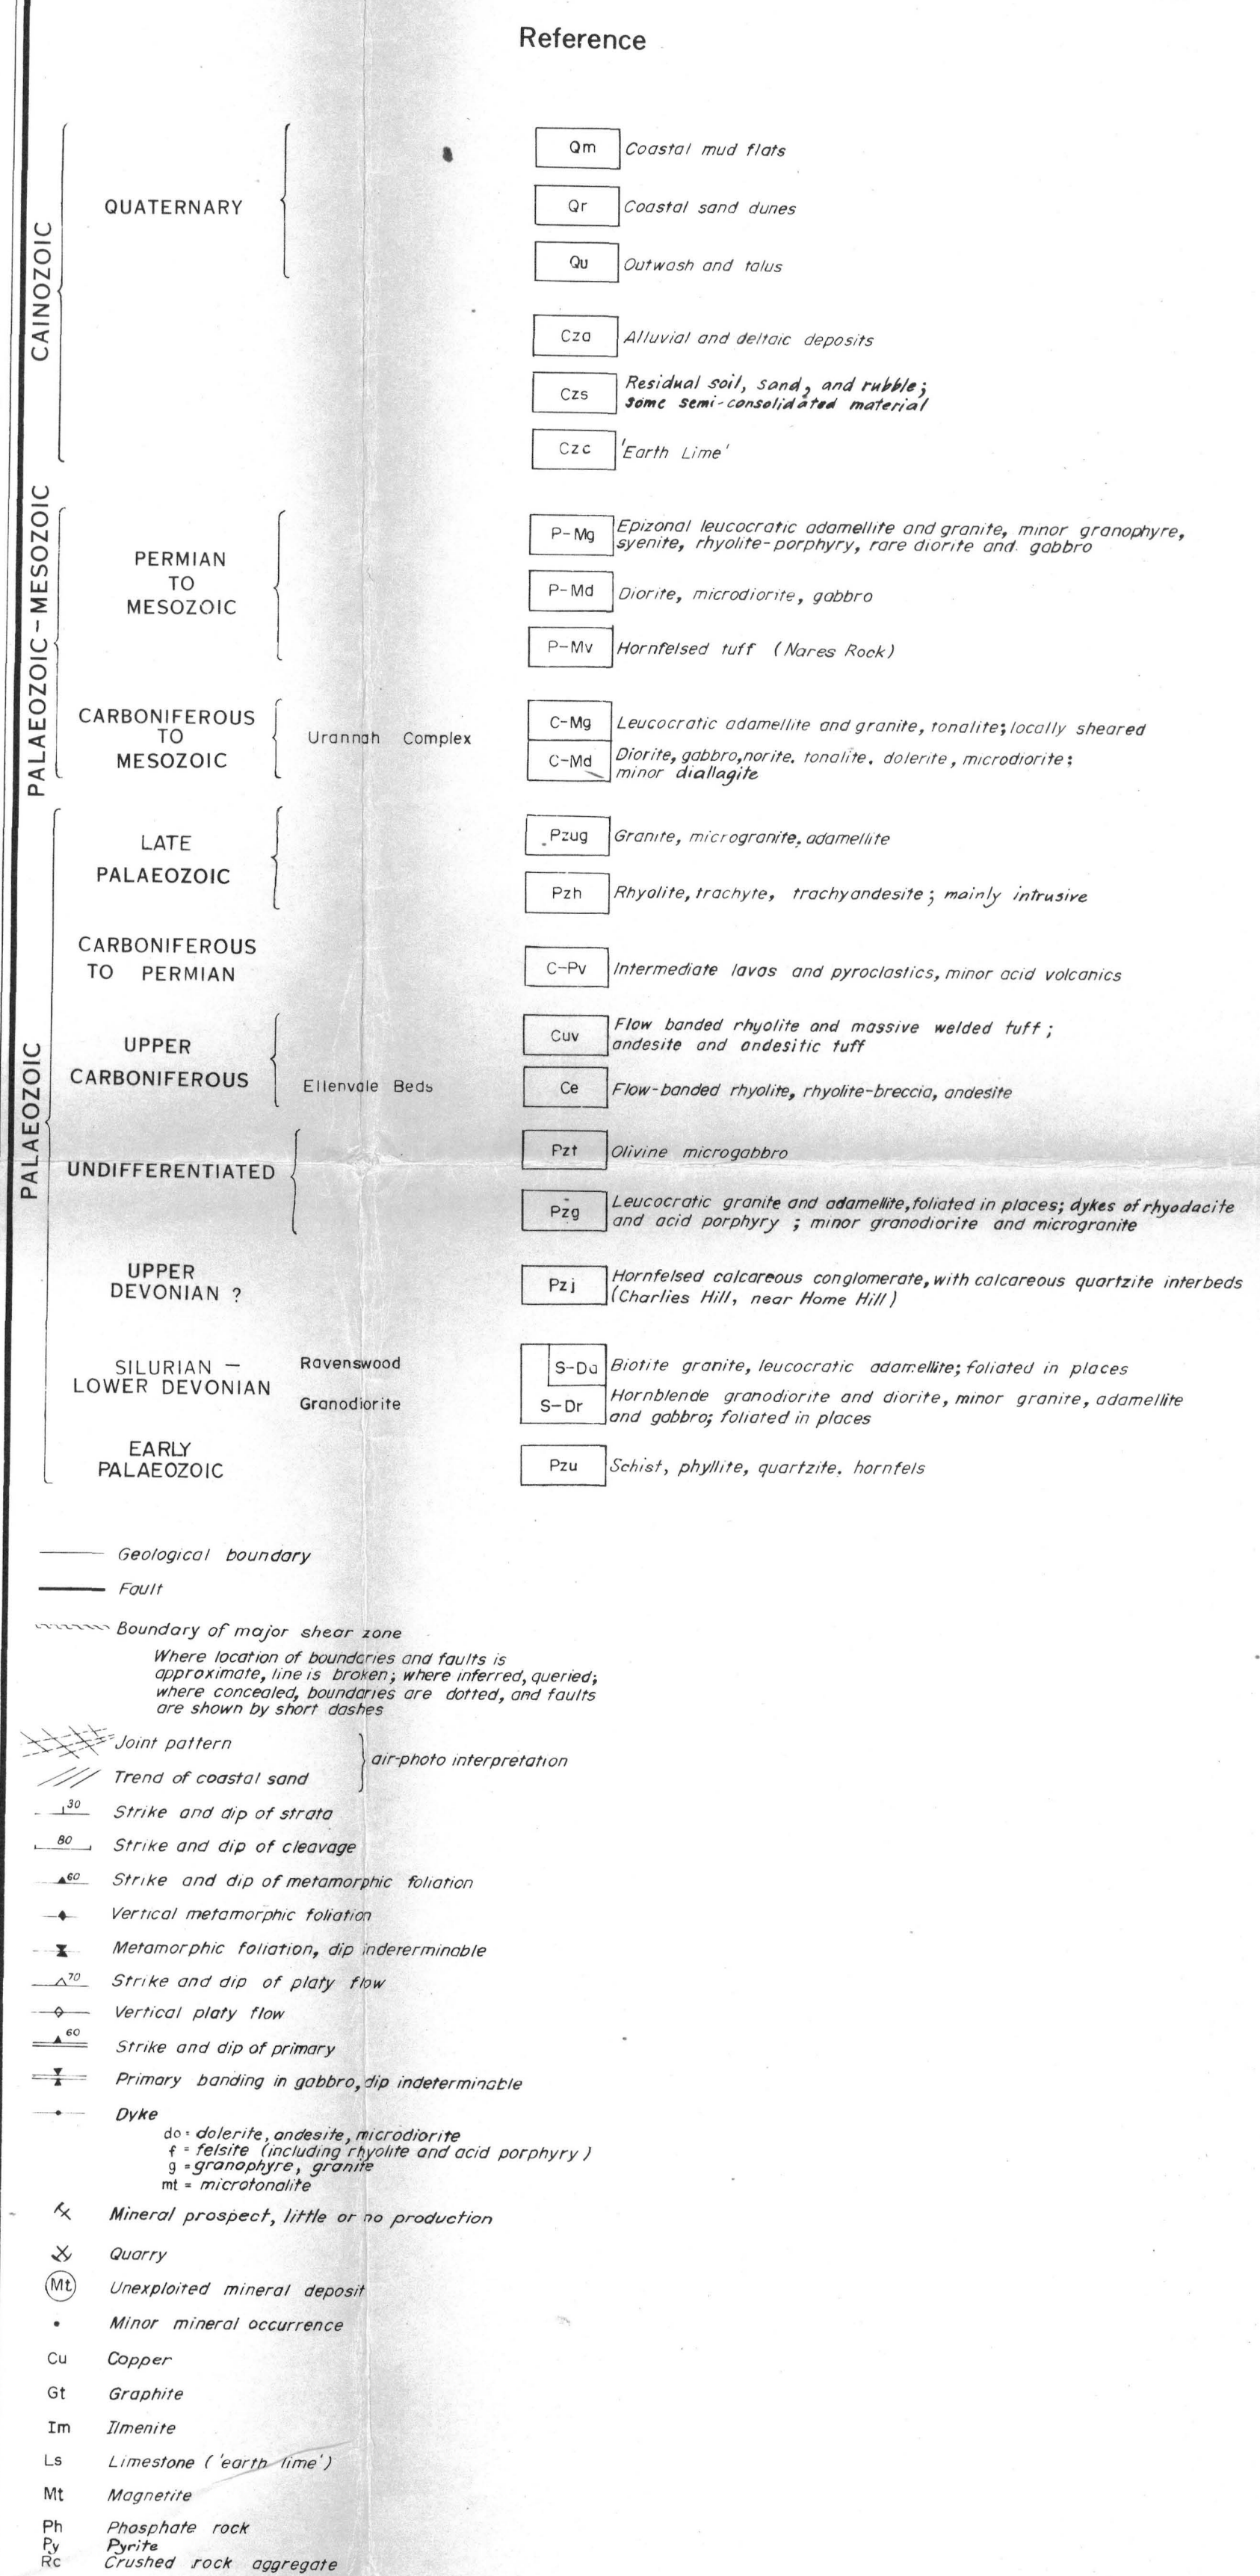 Reference
CAINOZOIC
QUATERNARY
Qm Coastal mud flats
Qr Coastal sand dunes
Qu Outwash and talus
Cza Alluvial and deltaic deposits
Czs Residual soil, sand, and rubble;
some semi-consolidated material
Czc 'Earth Lime'
PALAEOZOIC-MESOZOIC
PERMIAN
TO
MESOZOIC
P-Mg Epizonal leucocratic adamellite and granite, minor granophyre,
syenite, rhyolite-porphyry, rare diorite and gabbro
P-Md Diorite, microdiorite, gabbro
P-Mv Hornfelsed tuff (Nares Rock)
CARBONIFEROUS
TO
MESOZOIC
Urannah Complex
C-Mg Leucocratic adamellite and granite, tonalite; locally sheared
C-Md Diorite, gabbro, norite, tonalite, dolerite, microdiorite;
minor diallagite
PALAEOZOIC
LATE
PALAEOZOIC
Pzug Granite, microgranite, adamellite
Pzh Rhyolite, trachyte, trachyandesite; mainly intrusive
CARBONIFEROUS
TO PERMIAN
C-Pv Intermediate lavas and pyroclastics, minor acid volcanics
UPPER
CARBONIFEROUS
Cuv Flow banded rhyolite and massive welded tuff;
andesite and andesitic tuff
Ellenvale Beds
Ce Flow-banded rhyolite, rhyolite-breccia, andesite
UNDIFFERENTIATED
Pzt Olivine microgabbro
Pzg Leucocratic granite and adamellite, foliated in places; dykes of rhyodacite
and acid porphyry ; minor granodiorite and microgranite
UPPER
DEVONIAN ?
Pzj Hornfelsed calcareous conglomerate, with calcareous quartzite interbeds
(Charlies Hill, near Home Hill)
SILURIAN -
LOWER DEVONIAN
Ravenswood
Granodiorite
S-Da Biotite granite, leucocratic adamellite; foliated in places
S-Dr Hornblende granodiorite and diorite, minor granite, adamellite
and gabbro; foliated in places
EARLY
PALAEOZOIC
Pzu Schist, phyllite, quartzite, hornfels
Geological boundary
Fault
Boundary of major shear zone
Where location of boundaries and faults is
approximate, line is broken; where inferred, queried;
where concealed, boundaries are dotted, and faults
are shown by short dashes
Joint pattern
air-photo interpretation
Trend of coastal sand
30 Strike and dip of strata
80 Strike and dip of cleavage
60 Strike and dip of metamorphic foliation
Vertical metamorphic foliation
Metamorphic foliation, dip indererminable
70 Strike and dip of platy flow
Vertical platy flow
60 Strike and dip of primary
Primary banding in gabbro, dip indeterminable
Dyke
do = dolerite, andesite, microdiorite
f = felsite (including rhyolite and acid porphyry)
g = granophyre, granite
mt = microtonalite
Mineral prospect, little or no production
Quarry
Mt Unexploited mineral deposit
Minor mineral occurrence
Cu Copper
Gt Graphite
Im Ilmenite
Ls Limestone ('earth lime')
Mt Magnetite
Ph Phosphate rock
Py Pyrite
Rc Crushed rock aggregate